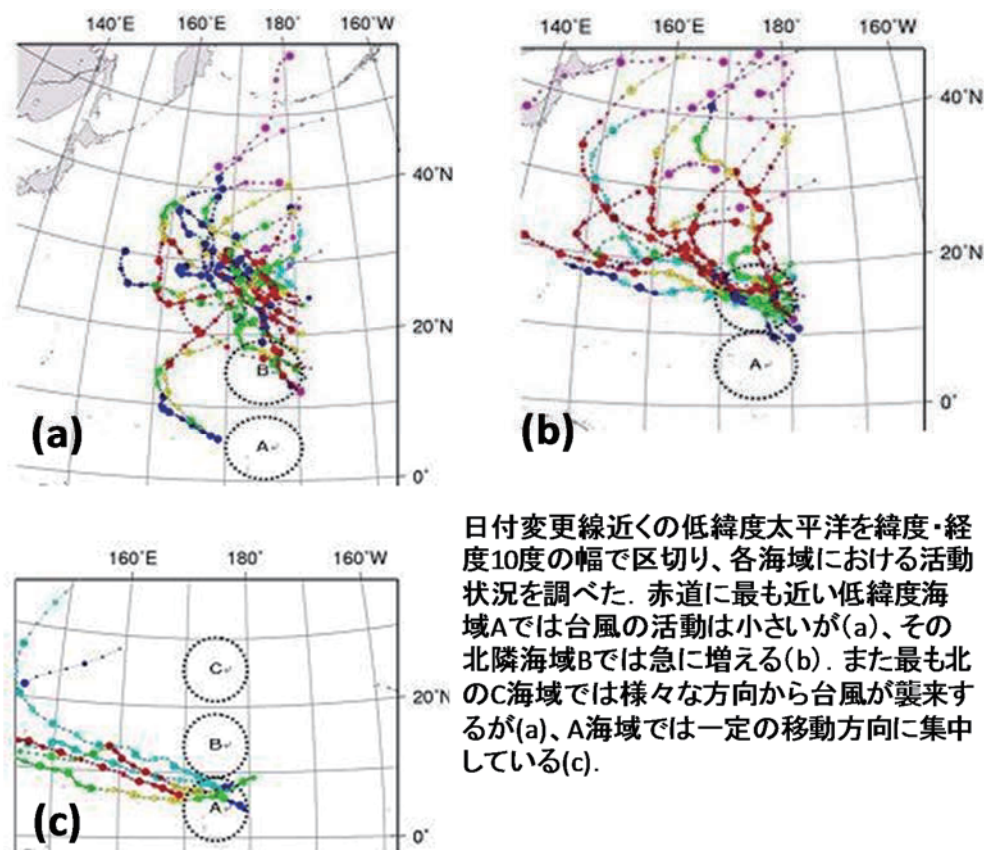 140°E 160°E 180° 160°W
40°N
20°N
0°
B
A
(a)
140°E 160°E 180° 160°W
40°N
20°N
0°
A
(b)
160°E 180° 160°W
20°N
0°
C
B
A
(c)
日付変更線近くの低緯度太平洋を緯度・経
度10度の幅で区切り、各海域における活動
状況を調べた．赤道に最も近い低緯度海
域Aでは台風の活動は小さいが(a)、その
北隣海域Bでは急に増える(b)．また最も北
のC海域では様々な方向から台風が襲来す
るが(a)、A海域では一定の移動方向に集中
している(c)．